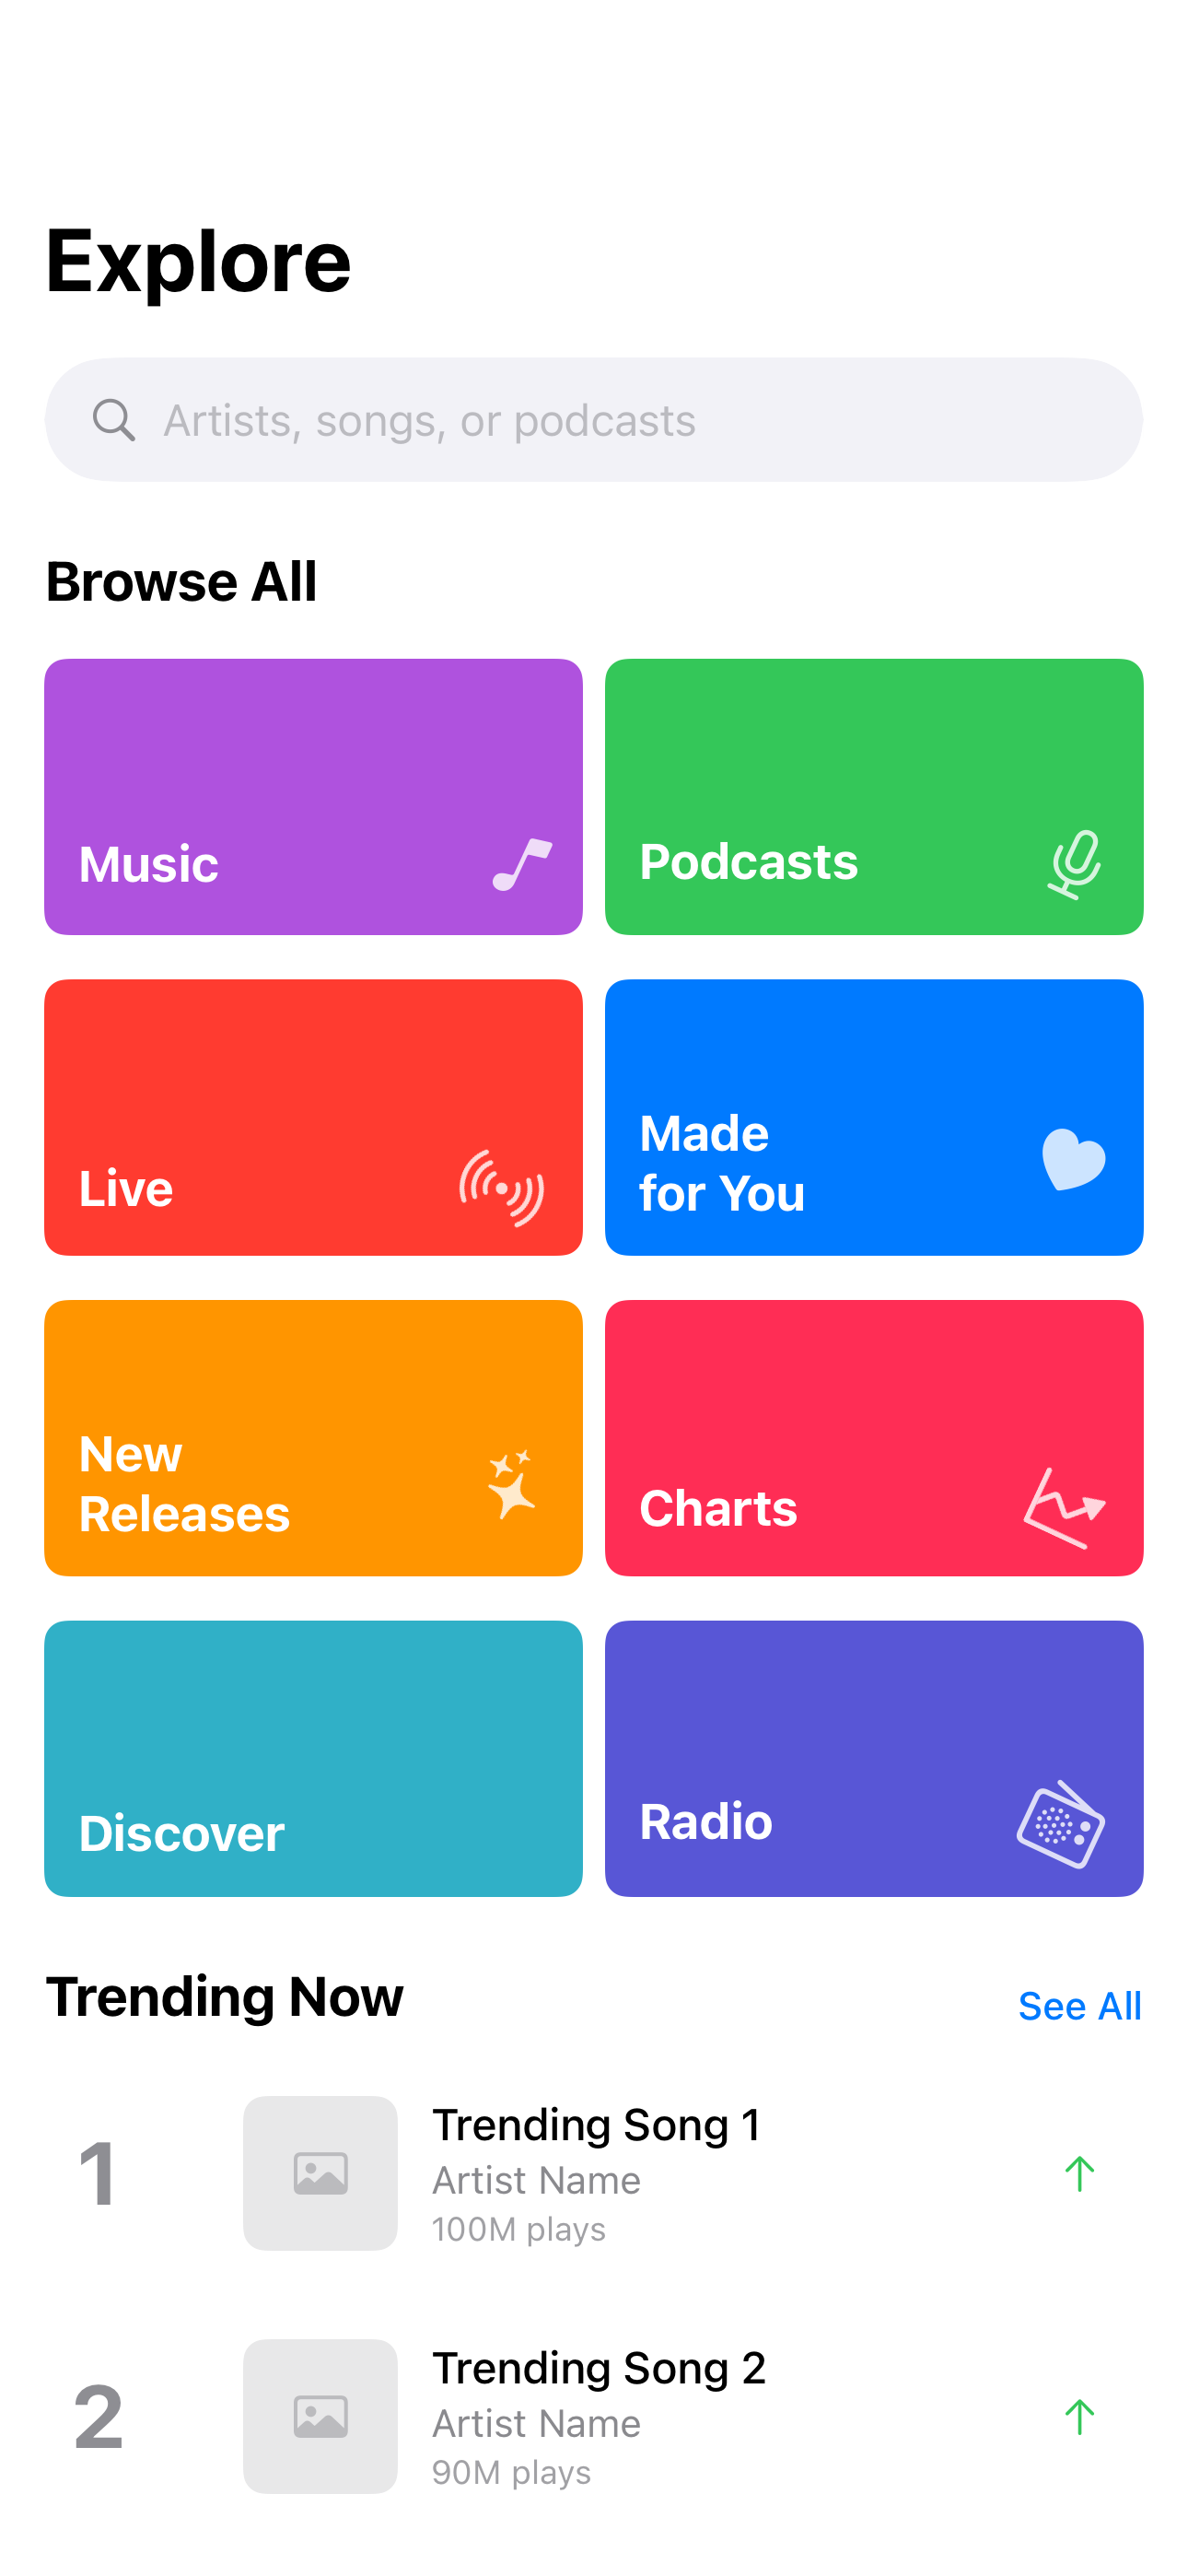 Explore
Artists, songs, or podcasts
Browse All
Music
Podcasts
Live
Made
for You
New
Releases
Charts
Discover
Radio
Trending Now
See All
1
Trending Song 1
Artist Name
100M plays
2
Trending Song 2
Artist Name
90M plays